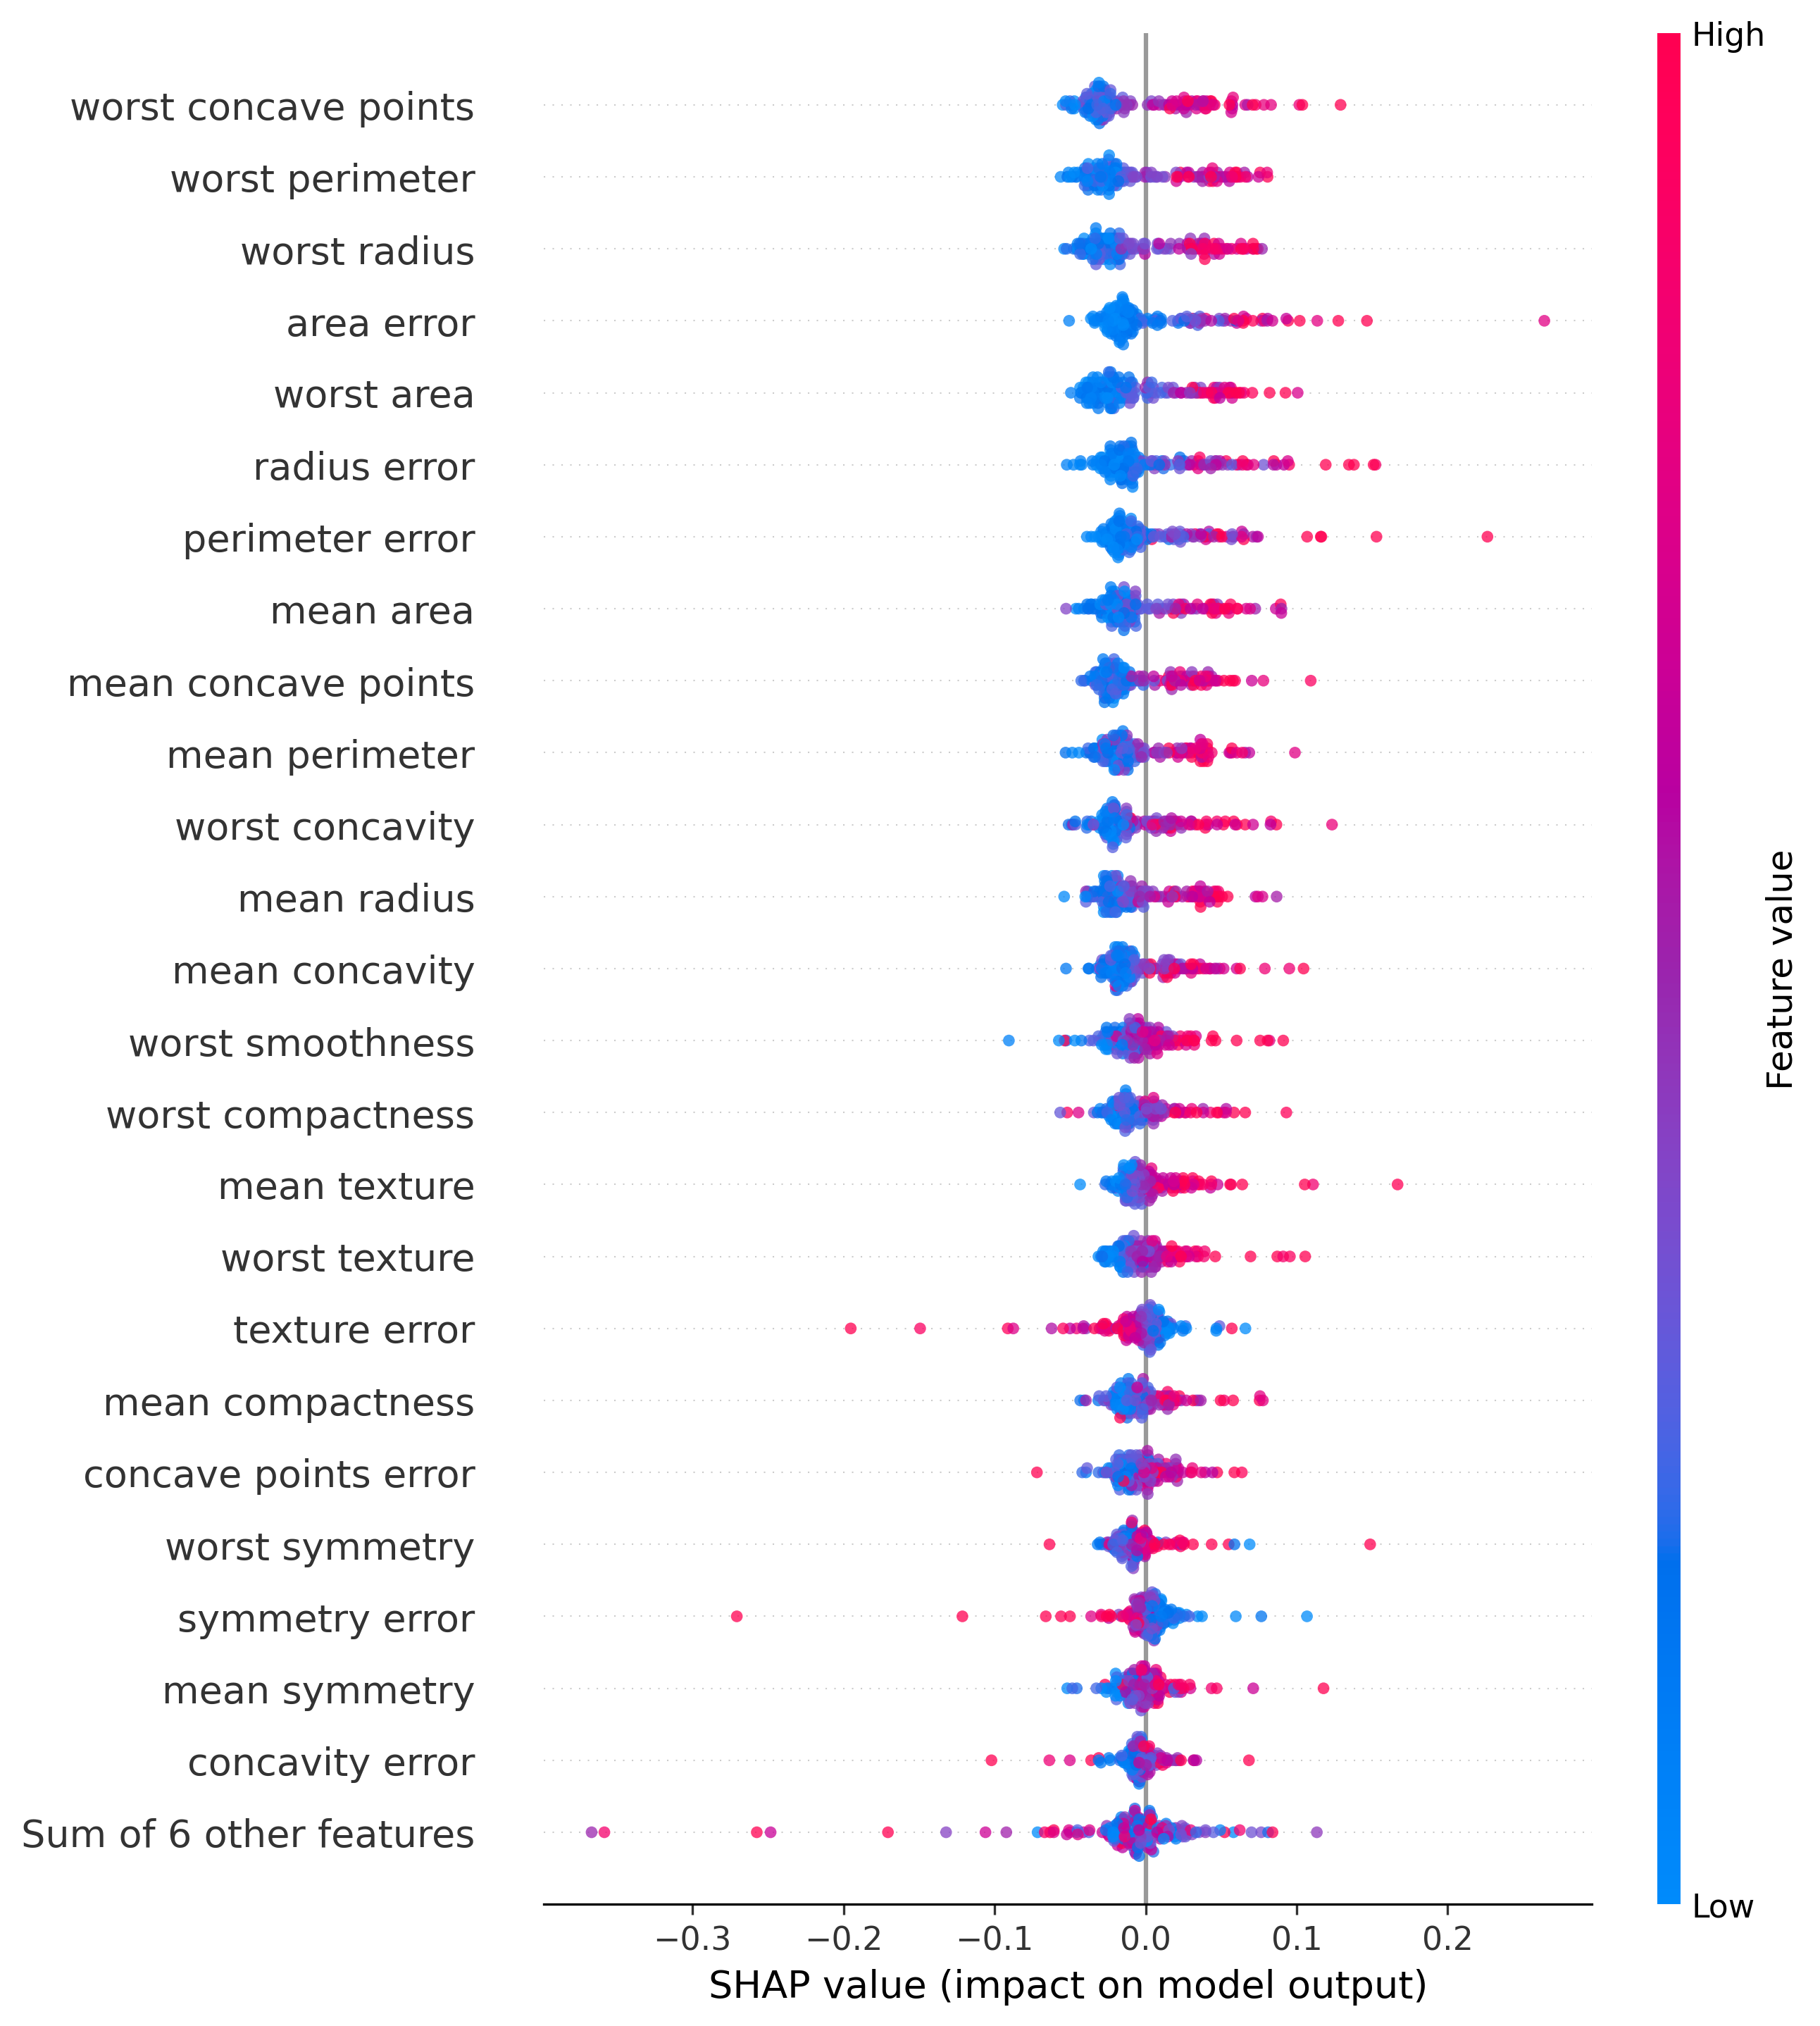 High
worst concave points
worst perimeter
worst radius
area error
worst area
radius error
perimeter error
mean area
mean concave points
mean perimeter
worst concavity
mean radius
mean concavity
worst smoothness
worst compactness
mean texture
worst texture
texture error
mean compactness
concave points error
worst symmetry
symmetry error
mean symmetry
concavity error
Sum of 6 other features
Feature value
Low
−0.3 −0.2 −0.1 0.0 0.1 0.2
SHAP value (impact on model output)